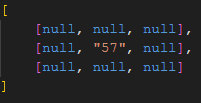 [
[null, null, null],
[null, "57", null],
[null, null, null]
]